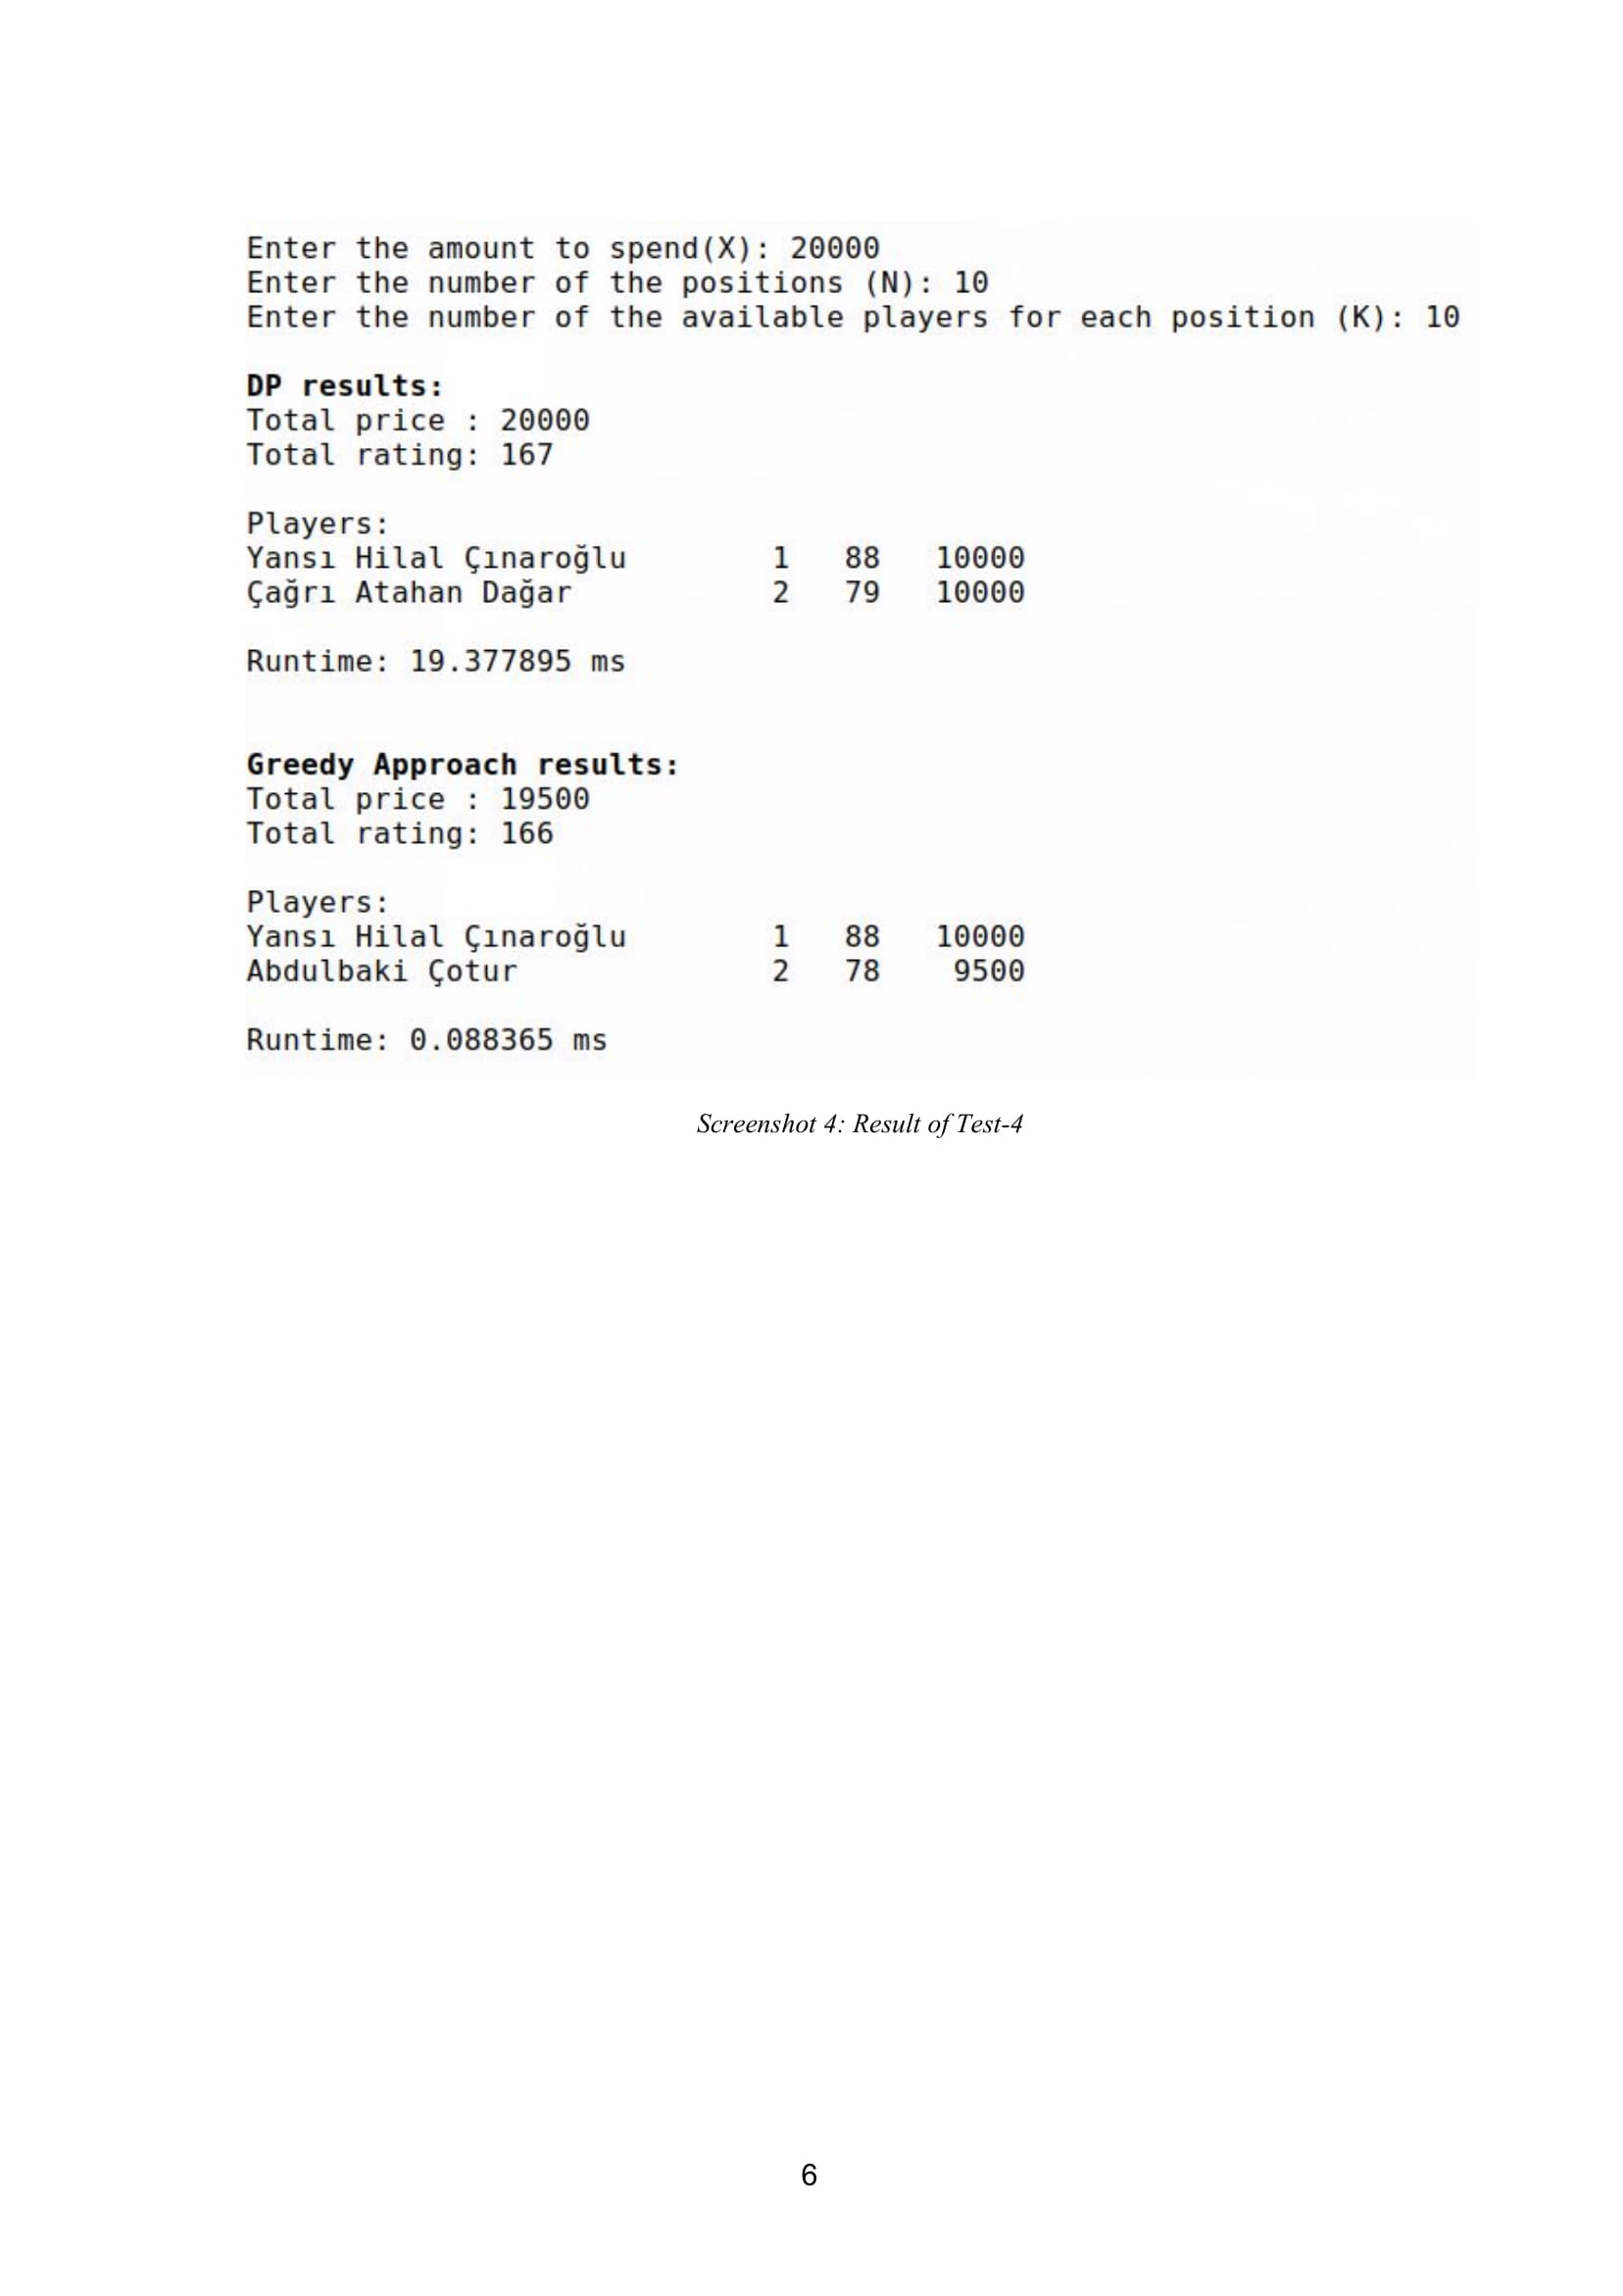 Enter the amount to spend(X): 20000
Enter the number of the positions (N): 10
Enter the number of the available players for each position (K): 10
DP results:
Total price : 20000
Total rating: 167
Players:
Yansı Hilal Çınaroğlu 1 88 10000
Çağrı Atahan Dağar 2 79 10000
Runtime: 19.377895 ms
Greedy Approach results:
Total price : 19500
Total rating: 166
Players:
Yansı Hilal Çınaroğlu 1 88 10000
Abdulbaki Çotur 2 78 9500
Runtime: 0.088365 ms
Screenshot 4: Result of Test-4
6